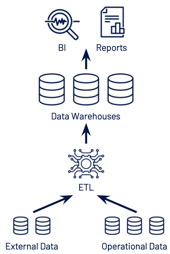 BI Reports
Data Warehouses
ETL
External Data Operational Data